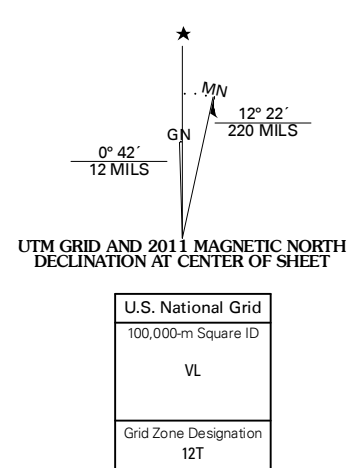 MN
12° 22´
220 MILS
GN
0° 42´
12 MILS
UTM GRID AND 2011 MAGNETIC NORTH
DECLINATION AT CENTER OF SHEET
U.S. National Grid
100,000-m Square ID
VL
Grid Zone Designation
12T